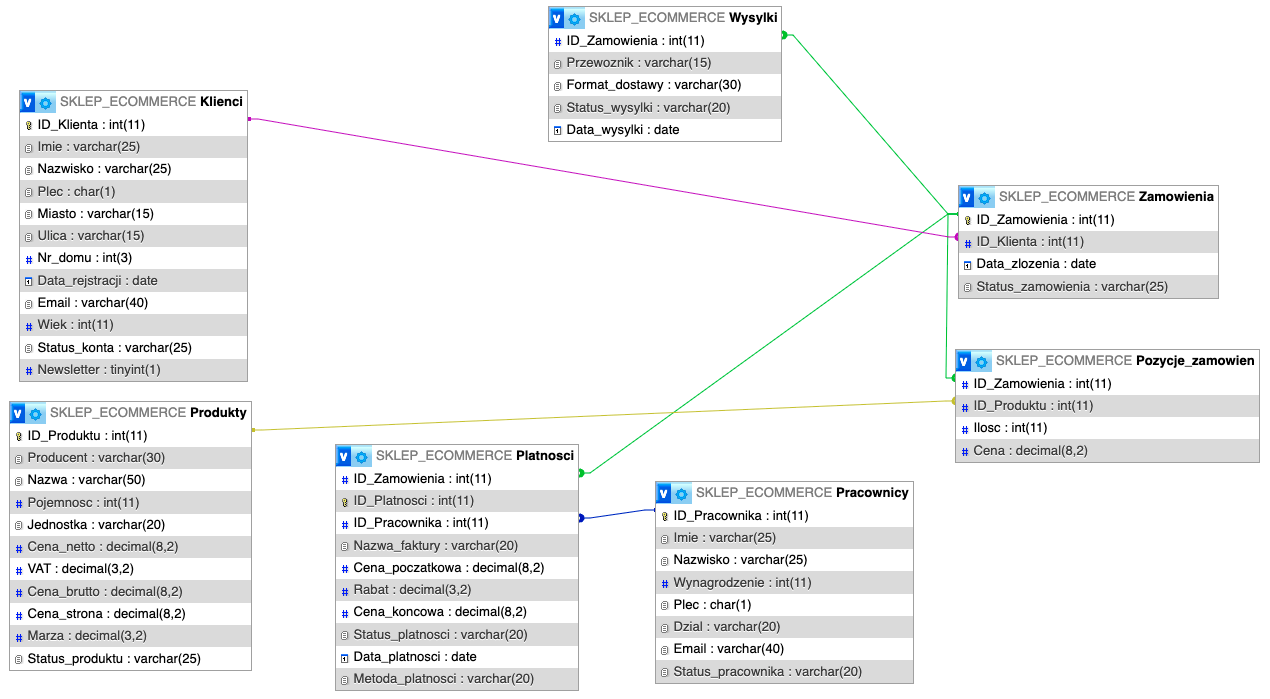 SKLEP_ECOMMERCE Wysylki
ID_Zamowienia : int(11)
Przewoznik : varchar(15)
Format_dostawy : varchar(30)
Status_wysylki : varchar(20)
Data_wysylki : date
SKLEP_ECOMMERCE Klienci
ID_Klienta : int(11)
Imie : varchar(25)
Nazwisko : varchar(25)
Plec : char(1)
Miasto : varchar(15)
Ulica : varchar(15)
Nr_domu : int(3)
Data_rejstracji : date
Email : varchar(40)
Wiek : int(11)
Status_konta : varchar(25)
Newsletter : tinyint(1)
SKLEP_ECOMMERCE Zamowienia
ID_Zamowienia : int(11)
ID_Klienta : int(11)
Data_zlozenia : date
Status_zamowienia : varchar(25)
SKLEP_ECOMMERCE Pozycje_zamowien
ID_Zamowienia : int(11)
ID_Produktu : int(11)
Ilosc : int(11)
Cena : decimal(8,2)
SKLEP_ECOMMERCE Produkty
ID_Produktu : int(11)
Producent : varchar(30)
Nazwa : varchar(50)
Pojemnosc : int(11)
Jednostka : varchar(20)
Cena_netto : decimal(8,2)
VAT : decimal(3,2)
Cena_brutto : decimal(8,2)
Cena_strona : decimal(8,2)
Marza : decimal(3,2)
Status_produktu : varchar(25)
SKLEP_ECOMMERCE Platnosci
ID_Zamowienia : int(11)
ID_Platnosci : int(11)
ID_Pracownika : int(11)
Nazwa_faktury : varchar(20)
Cena_poczatkowa : decimal(8,2)
Rabat : decimal(3,2)
Cena_koncowa : decimal(8,2)
Status_platnosci : varchar(20)
Data_platnosci : date
Metoda_platnosci : varchar(20)
SKLEP_ECOMMERCE Pracownicy
ID_Pracownika : int(11)
Imie : varchar(25)
Nazwisko : varchar(25)
Wynagrodzenie : int(11)
Plec : char(1)
Dzial : varchar(20)
Email : varchar(40)
Status_pracownika : varchar(20)